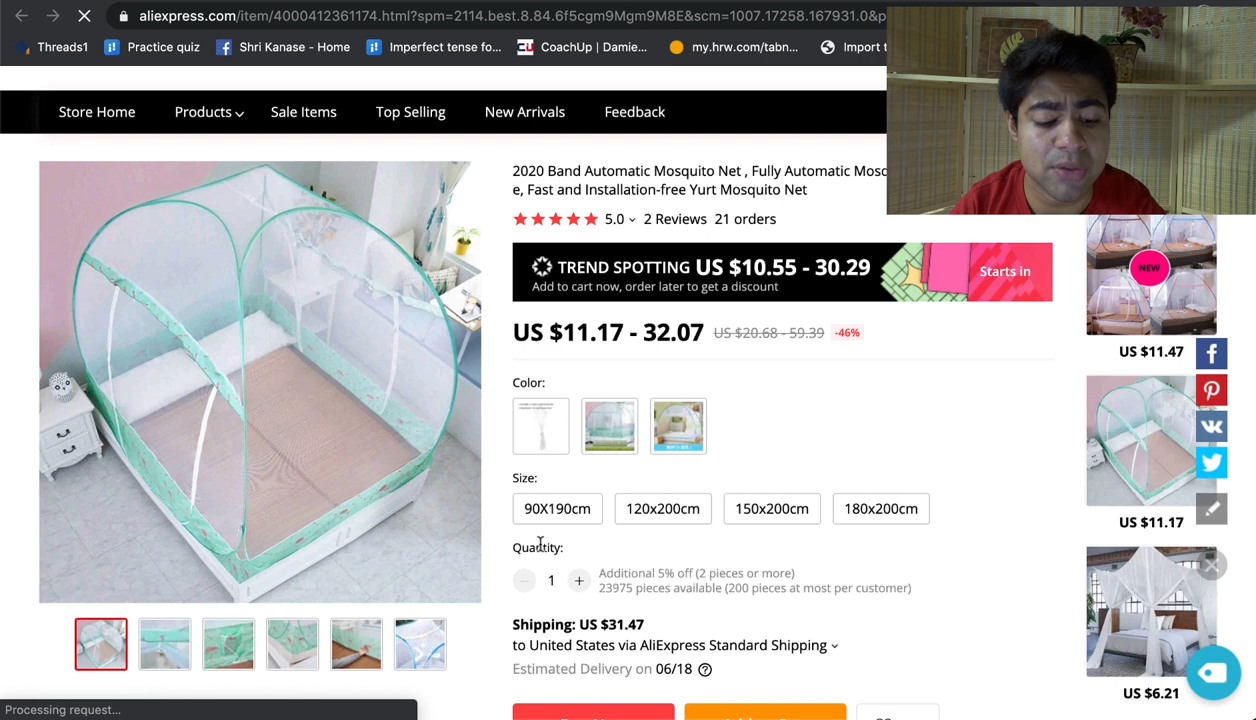 aliexpress.com/item/4000412361174.html?spm=2114.best.8.84.6f5cgm9Mgm9M8E&scm=1007.17258.167931.0&p
Threads1 Practice quiz Shri Kanase - Home Imperfect tense fo... CoachUp | Damie... my.hrw.com/tabn... Import t
Store Home Products Sale Items Top Selling New Arrivals Feedback
2020 Band Automatic Mosquito Net , Fully Automatic Mosq
e, Fast and Installation-free Yurt Mosquito Net
5.0 2 Reviews 21 orders
TREND SPOTTING US $10.55 - 30.29
Add to cart now, order later to get a discount
Starts in
US $11.17 - 32.07 US $20.68 - 59.39 -46%
Color:
Size:
90X190cm 120x200cm 150x200cm 180x200cm
Quantity:
1
Additional 5% off (2 pieces or more)
23975 pieces available (200 pieces at most per customer)
Shipping: US $31.47
to United States via AliExpress Standard Shipping
Estimated Delivery on 06/18
NEW
US $11.47
US $11.17
US $6.21
Processing request...